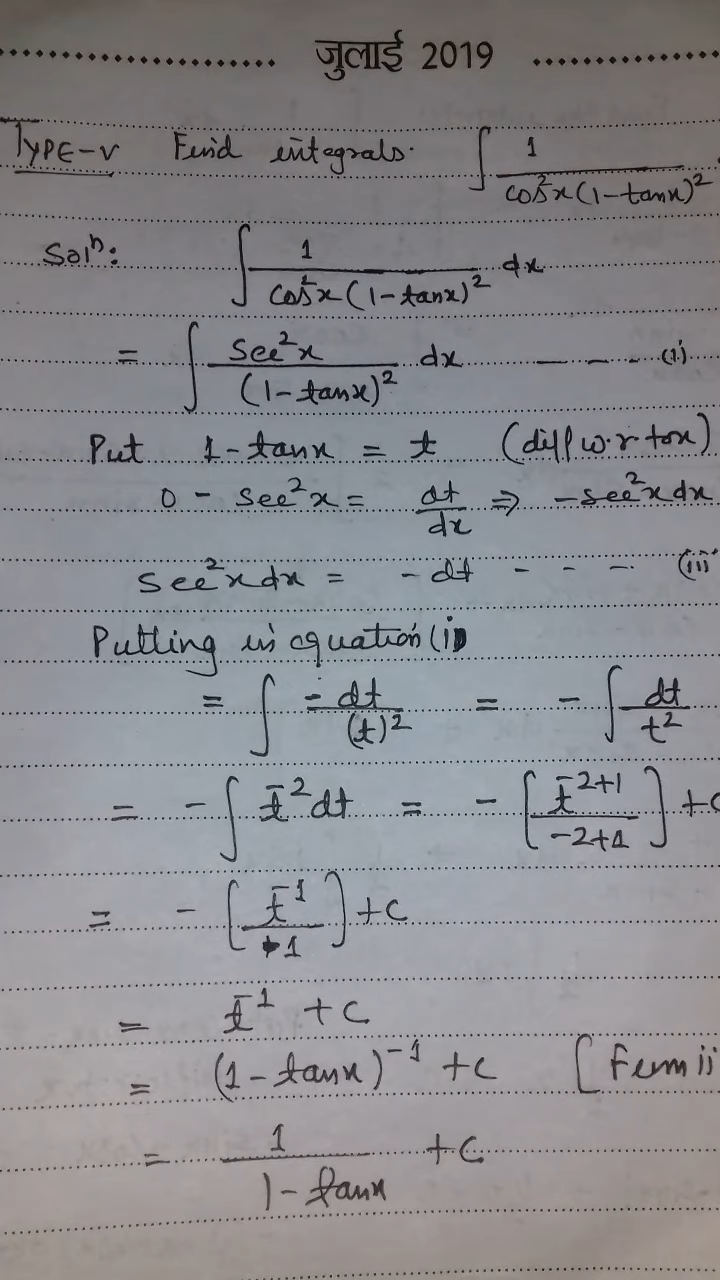 जुलाई 2019
TYPE-V Find integrals. ∫ 1/(cos²x(1-tanx)²)
Solⁿ: ∫ 1/(cos²x(1-tanx)²) dx
= ∫ sec²x/(1-tanx)² dx - - - (i)
Put 1-tanx = t (diff w.r.to x)
0 - sec²x = dt/dx ⇒ -sec²x dx
sec²x dx = -dt - - - (ii)
Putting in equation (i)
= ∫ -dt/(t)² = - ∫ dt/t²
= - ∫ t⁻² dt = - [t⁻²⁺¹/(-2+1)] + c
= - [t⁻¹/-1] + c
= t⁻¹ + c
= (1-tanx)⁻¹ + c [
= 1/(1-tanx) + c